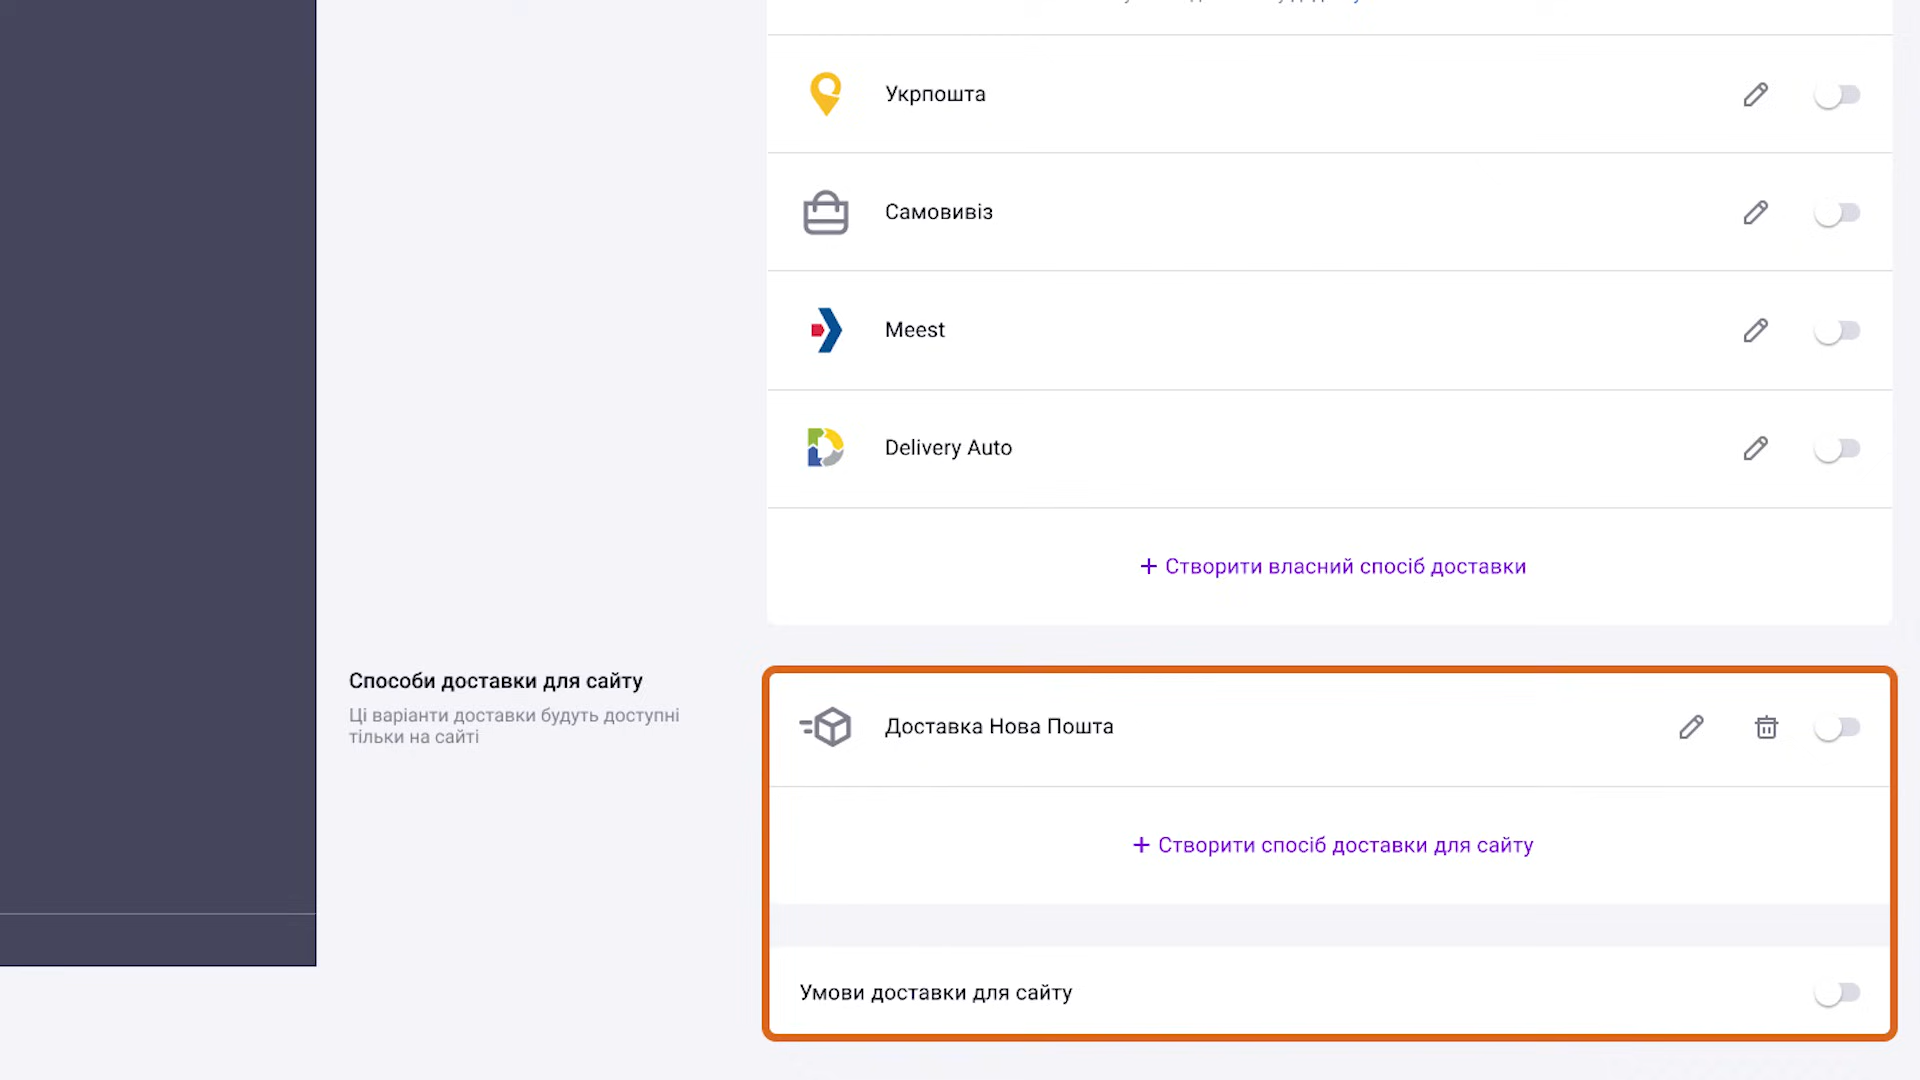 Укрпошта
Самовивіз
Meest
Delivery Auto
+ Створити власний спосіб доставки
Способи доставки для сайту
Ці варіанти доставки будуть доступні
тільки на сайті
Доставка Нова Пошта
+ Створити спосіб доставки для сайту
Умови доставки для сайту